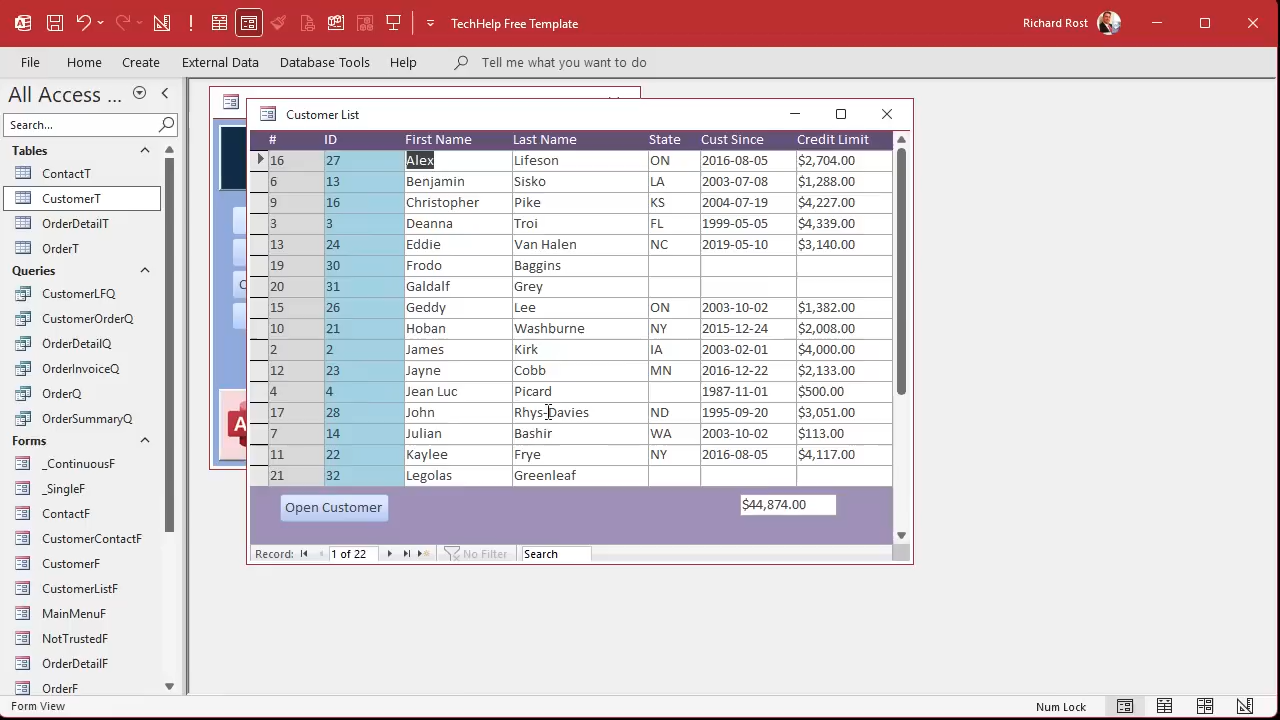 TechHelp Free Template
Richard Rost
File Home Create External Data Database Tools Help Tell me what you want to do
All Access ...
Search...
Tables
ContactT
CustomerT
OrderDetailT
OrderT
Queries
CustomerLFQ
CustomerOrderQ
OrderDetailQ
OrderInvoiceQ
OrderQ
OrderSummaryQ
Forms
_ContinuousF
_SingleF
ContactF
CustomerContactF
CustomerF
CustomerListF
MainMenuF
NotTrustedF
OrderDetailF
OrderF
Customer List
# ID First Name Last Name State Cust Since Credit Limit
16 27 Alex Lifeson ON 2016-08-05 $2,704.00
6 13 Benjamin Sisko LA 2003-07-08 $1,288.00
9 16 Christopher Pike KS 2004-07-19 $4,227.00
3 3 Deanna Troi FL 1999-05-05 $4,339.00
13 24 Eddie Van Halen NC 2019-05-10 $3,140.00
19 30 Frodo Baggins
20 31 Galdalf Grey
15 26 Geddy Lee ON 2003-10-02 $1,382.00
10 21 Hoban Washburne NY 2015-12-24 $2,008.00
2 2 James Kirk IA 2003-02-01 $4,000.00
12 23 Jayne Cobb MN 2016-12-22 $2,133.00
4 4 Jean Luc Picard 1987-11-01 $500.00
17 28 John Rhys-Davies ND 1995-09-20 $3,051.00
7 14 Julian Bashir WA 2003-10-02 $113.00
11 22 Kaylee Frye NY 2016-08-05 $4,117.00
21 32 Legolas Greenleaf
Open Customer $44,874.00
Record: 1 of 22 No Filter Search
Form View Num Lock